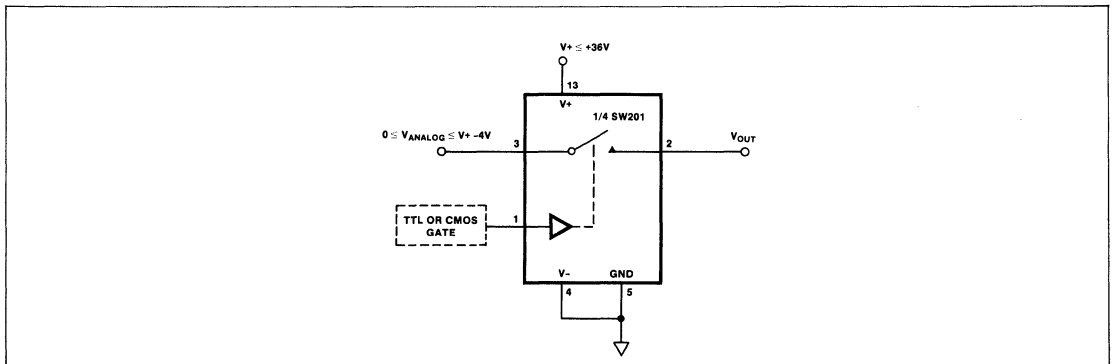 V+ ≤ +36V
13
V+
1/4 SW201
0 ≤ VANALOG ≤ V+ −4V
3
2
VOUT
TTL OR CMOS
GATE
1
V−
GND
4
5